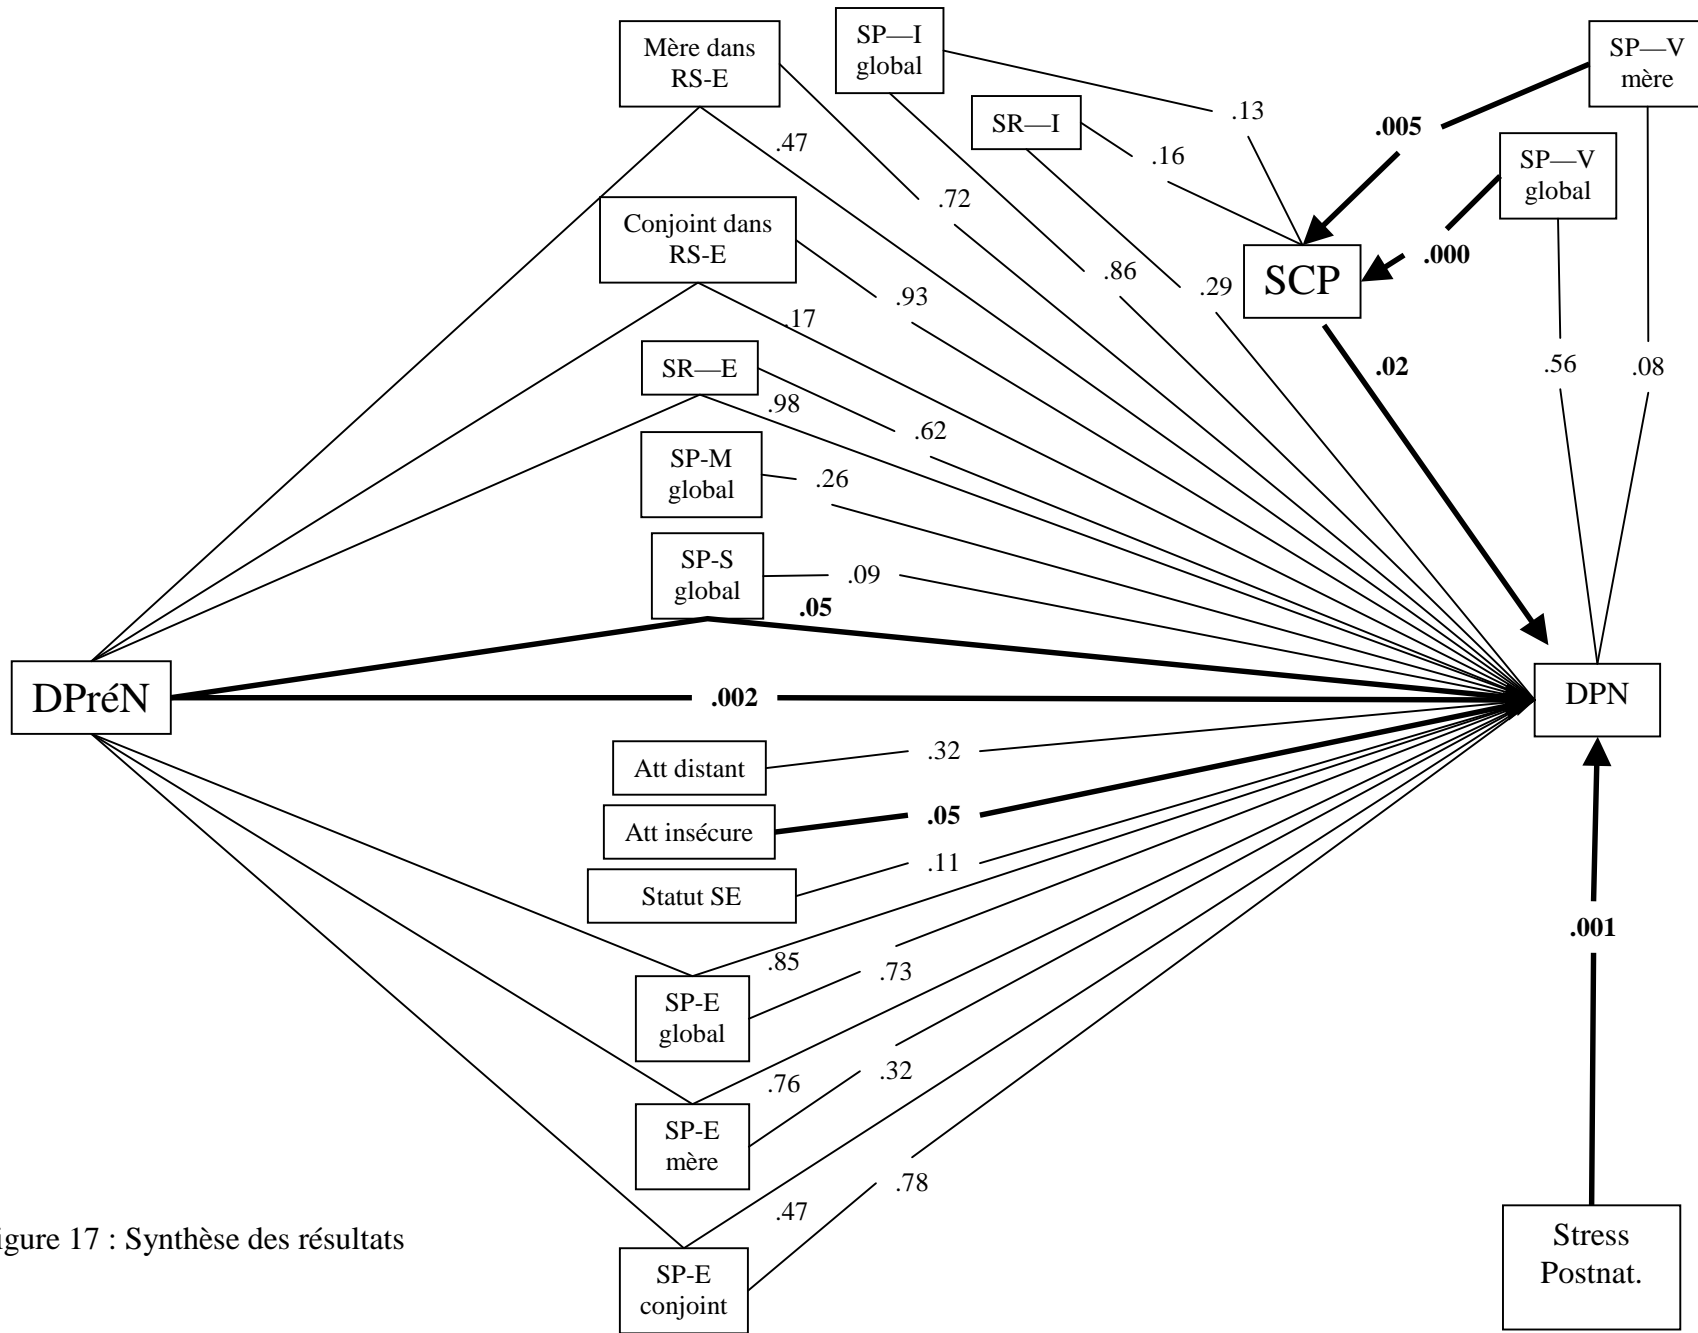 Mère dans
RS-E
SP—I
global
SP—V
mère
SR—I
.13
.005
.47
.16
SP—V
global
.72
Conjoint dans
RS-E
.000
.86
SCP
.29
.93
.17
SR—E
.56
.08
.02
.98
.62
SP-M
global
.26
SP-S
global
.09
.05
DPréN
.002
DPN
Att distant
.32
Att insécure
.05
.11
Statut SE
.001
.85
.73
SP-E
global
.76
.32
SP-E
mère
.78
.47
igure 17 : Synthèse des résultats
Stress
Postnat.
SP-E
conjoint